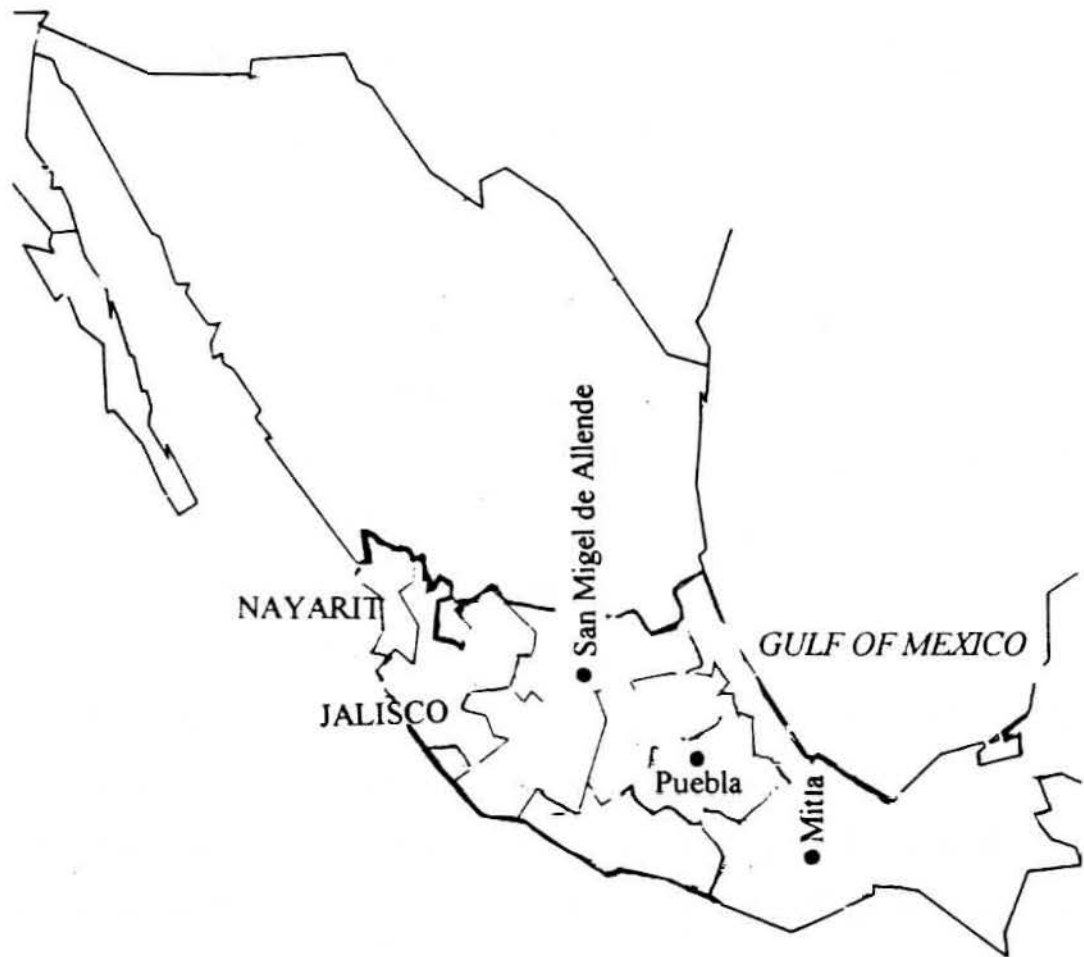 San Migel de Allende
NAYARIT
GULF OF MEXICO
JALISCO
Puebla
Mitla